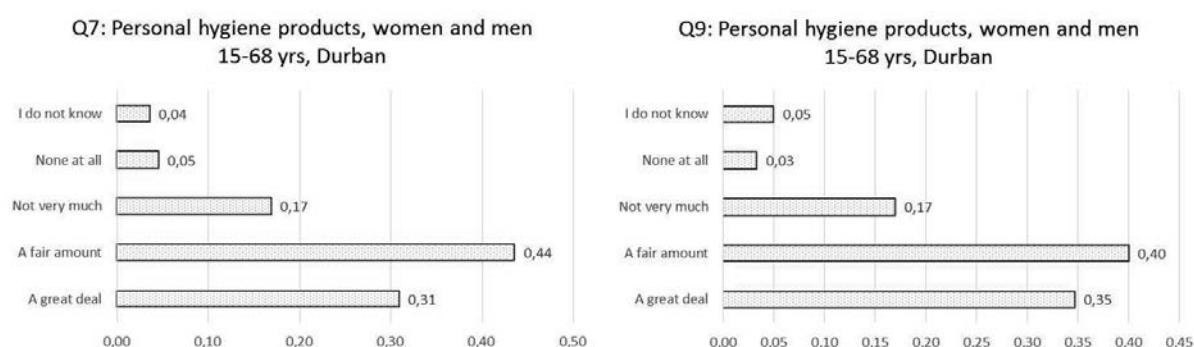 Q7: Personal hygiene products, women and men
15-68 yrs, Durban
I do not know
0,04
None at all
0,05
Not very much
0,17
A fair amount
0,44
A great deal
0,31
0,00 0,10 0,20 0,30 0,40 0,50
Q9: Personal hygiene products, women and men
15-68 yrs, Durban
I do not know
0,05
None at all
0,03
Not very much
0,17
A fair amount
0,40
A great deal
0,35
0,00 0,05 0,10 0,15 0,20 0,25 0,30 0,35 0,40 0,45